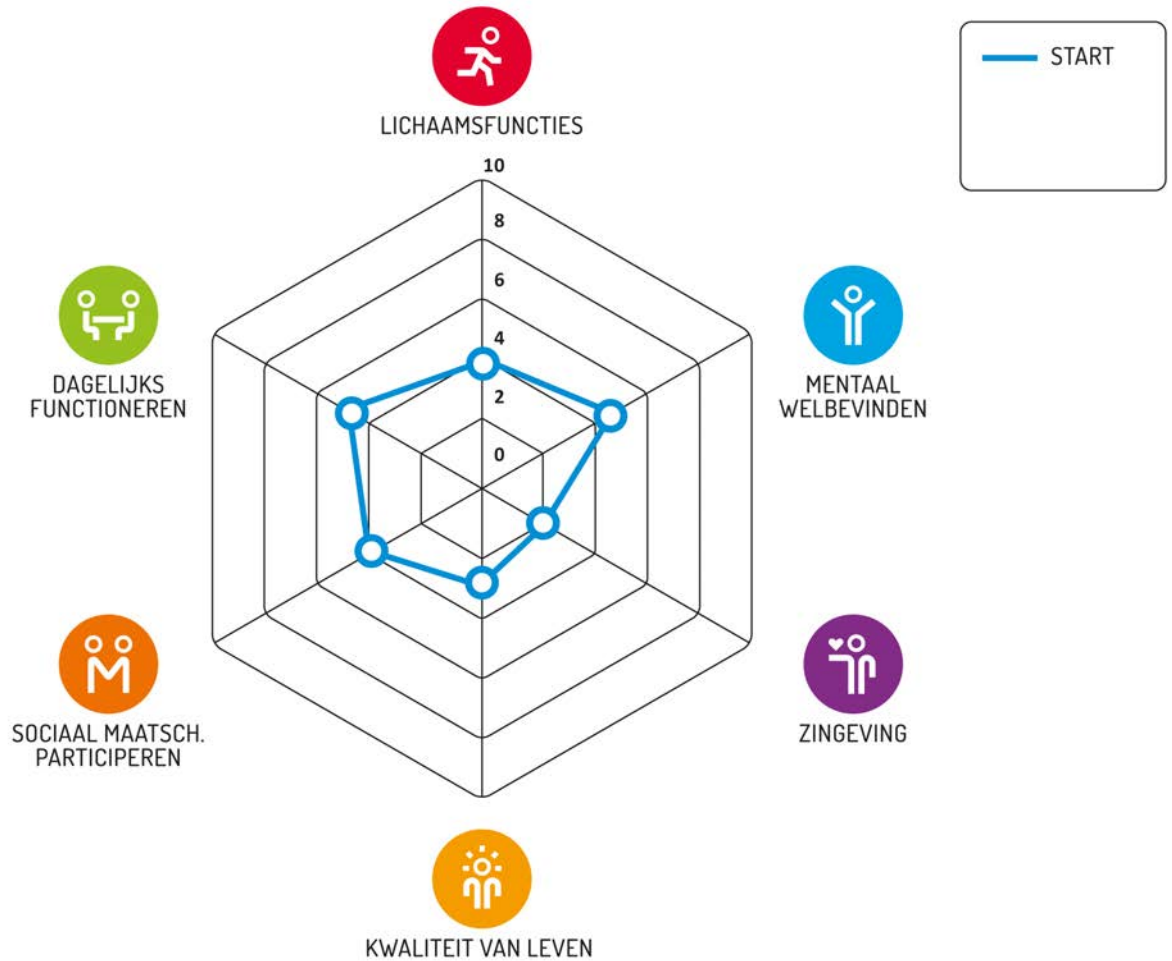 START
LICHAAMSFUNCTIES
10
8
6
4
2
0
DAGELIJKS
FUNCTIONEREN
MENTAAL
WELBEVINDEN
SOCIAAL MAATSCH.
PARTICIPEREN
ZINGEVING
KWALITEIT VAN LEVEN